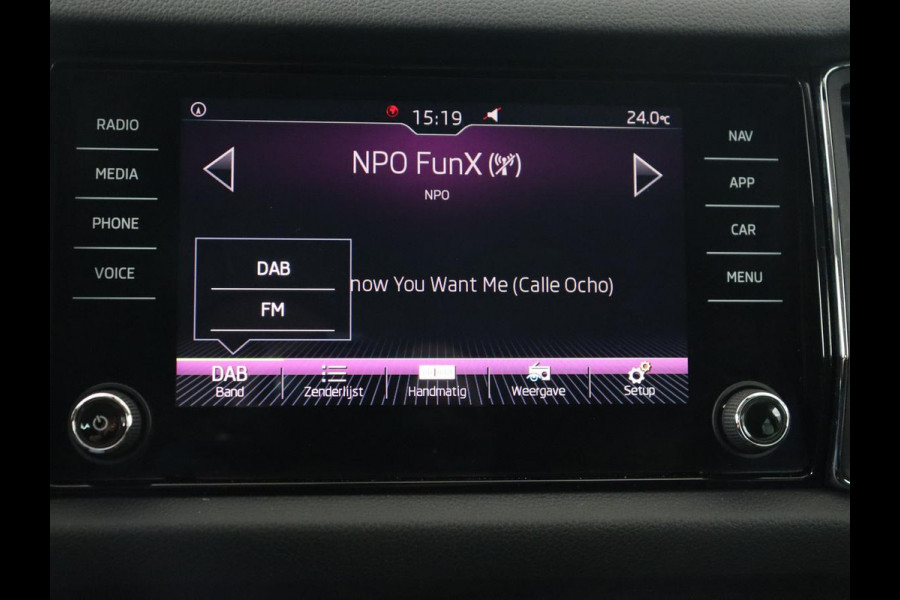 RADIO
MEDIA
PHONE
VOICE
15:19
24.0°C
NPO FunX
NPO
now You Want Me (Calle Ocho)
DAB
FM
DAB
Band
Zenderlijst
Handmatig
Weergave
Setup
NAV
APP
CAR
MENU